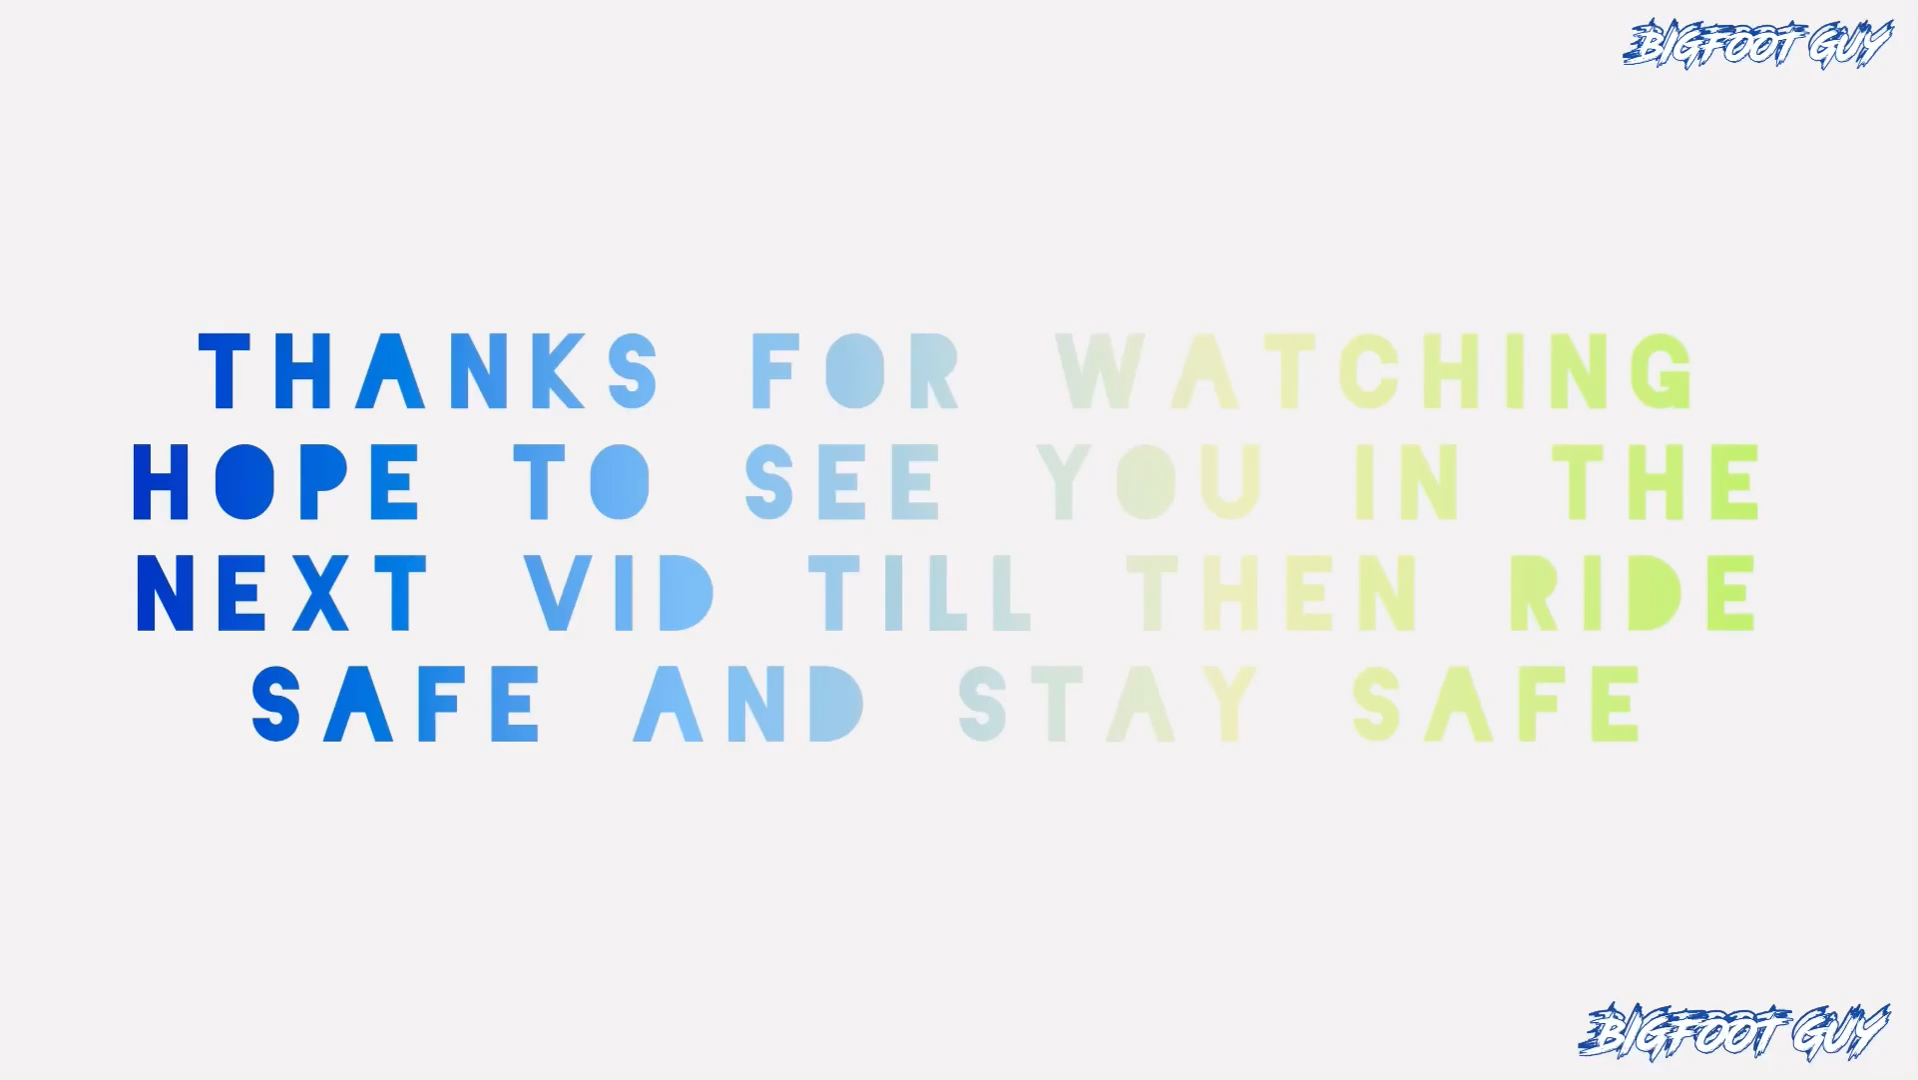 BIGFOOT GUY
THANKS FOR WATCHING
HOPE TO SEE YOU IN THE
NEXT VID TILL THEN RIDE
SAFE AND STAY SAFE
BIGFOOT GUY